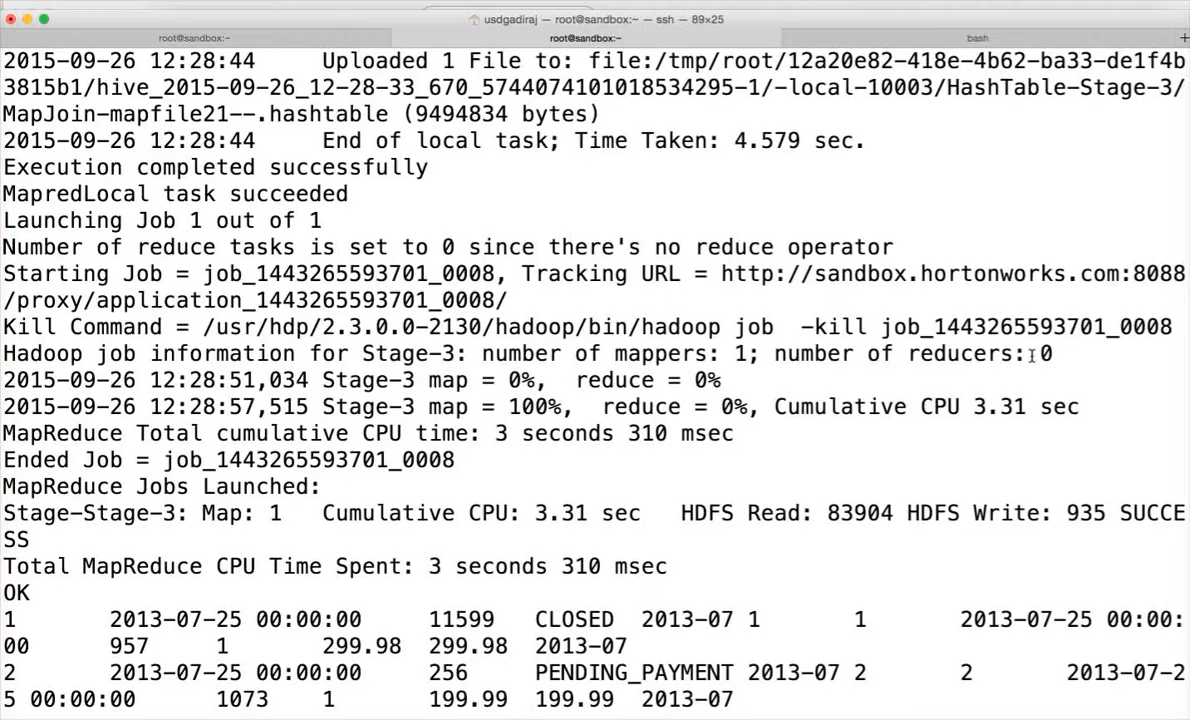 usdgadiraj — root@sandbox:~ — ssh — 89×25
root@sandbox:~ root@sandbox:~ bash +
2015-09-26 12:28:44 Uploaded 1 File to: file:/tmp/root/12a20e82-418e-4b62-ba33-de1f4b
3815b1/hive_2015-09-26_12-28-33_670_5744074101018534295-1/-local-10003/HashTable-Stage-3/
MapJoin-mapfile21--.hashtable (9494834 bytes)
2015-09-26 12:28:44 End of local task; Time Taken: 4.579 sec.
Execution completed successfully
MapredLocal task succeeded
Launching Job 1 out of 1
Number of reduce tasks is set to 0 since there's no reduce operator
Starting Job = job_1443265593701_0008, Tracking URL = http://sandbox.hortonworks.com:8088
/proxy/application_1443265593701_0008/
Kill Command = /usr/hdp/2.3.0.0-2130/hadoop/bin/hadoop job  -kill job_1443265593701_0008
Hadoop job information for Stage-3: number of mappers: 1; number of reducers: 0
2015-09-26 12:28:51,034 Stage-3 map = 0%,  reduce = 0%
2015-09-26 12:28:57,515 Stage-3 map = 100%,  reduce = 0%, Cumulative CPU 3.31 sec
MapReduce Total cumulative CPU time: 3 seconds 310 msec
Ended Job = job_1443265593701_0008
MapReduce Jobs Launched:
Stage-Stage-3: Map: 1   Cumulative CPU: 3.31 sec   HDFS Read: 83904 HDFS Write: 935 SUCCE
SS
Total MapReduce CPU Time Spent: 3 seconds 310 msec
OK
1 2013-07-25 00:00:00 11599 CLOSED 2013-07 1 1 2013-07-25 00:00:
00 957 1 299.98 299.98 2013-07
2 2013-07-25 00:00:00 256 PENDING_PAYMENT 2013-07 2 2 2013-07-2
5 00:00:00 1073 1 199.99 199.99 2013-07